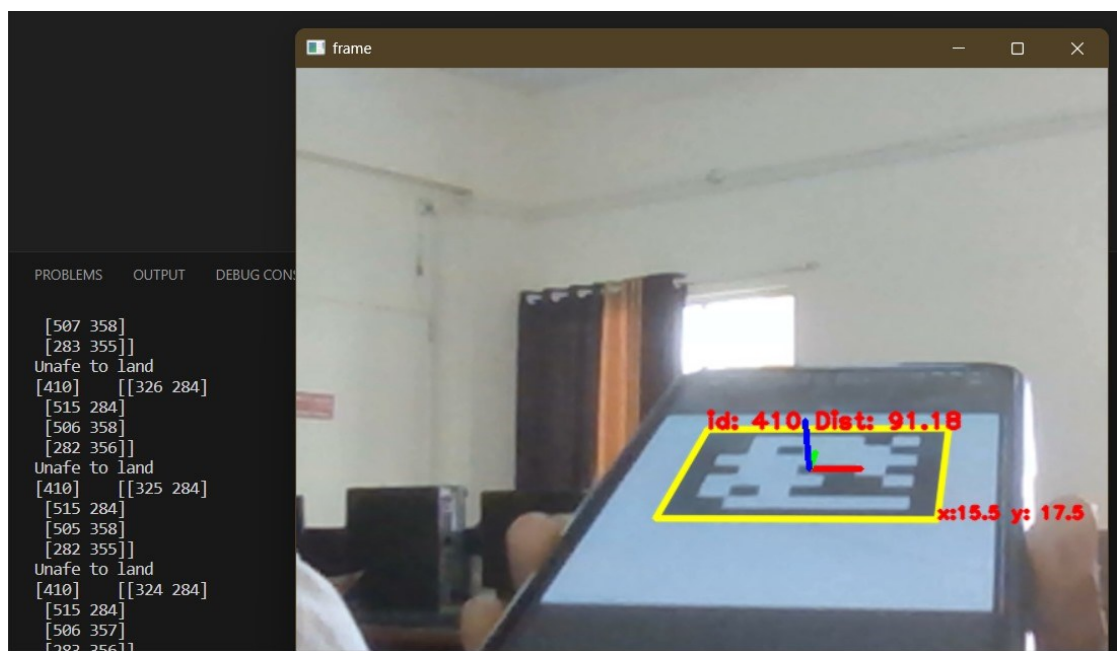 frame
PROBLEMS OUTPUT DEBUG CONS
[507 358]
[283 355]]
Unafe to land
[410] [[326 284]
[515 284]
[506 358]
[282 356]]
Unafe to land
[410] [[325 284]
[515 284]
[505 358]
[282 355]]
Unafe to land
[410] [[324 284]
[515 284]
[506 357]
[283 356]]
id: 410 Dist: 91.18
x:15.5 y: 17.5